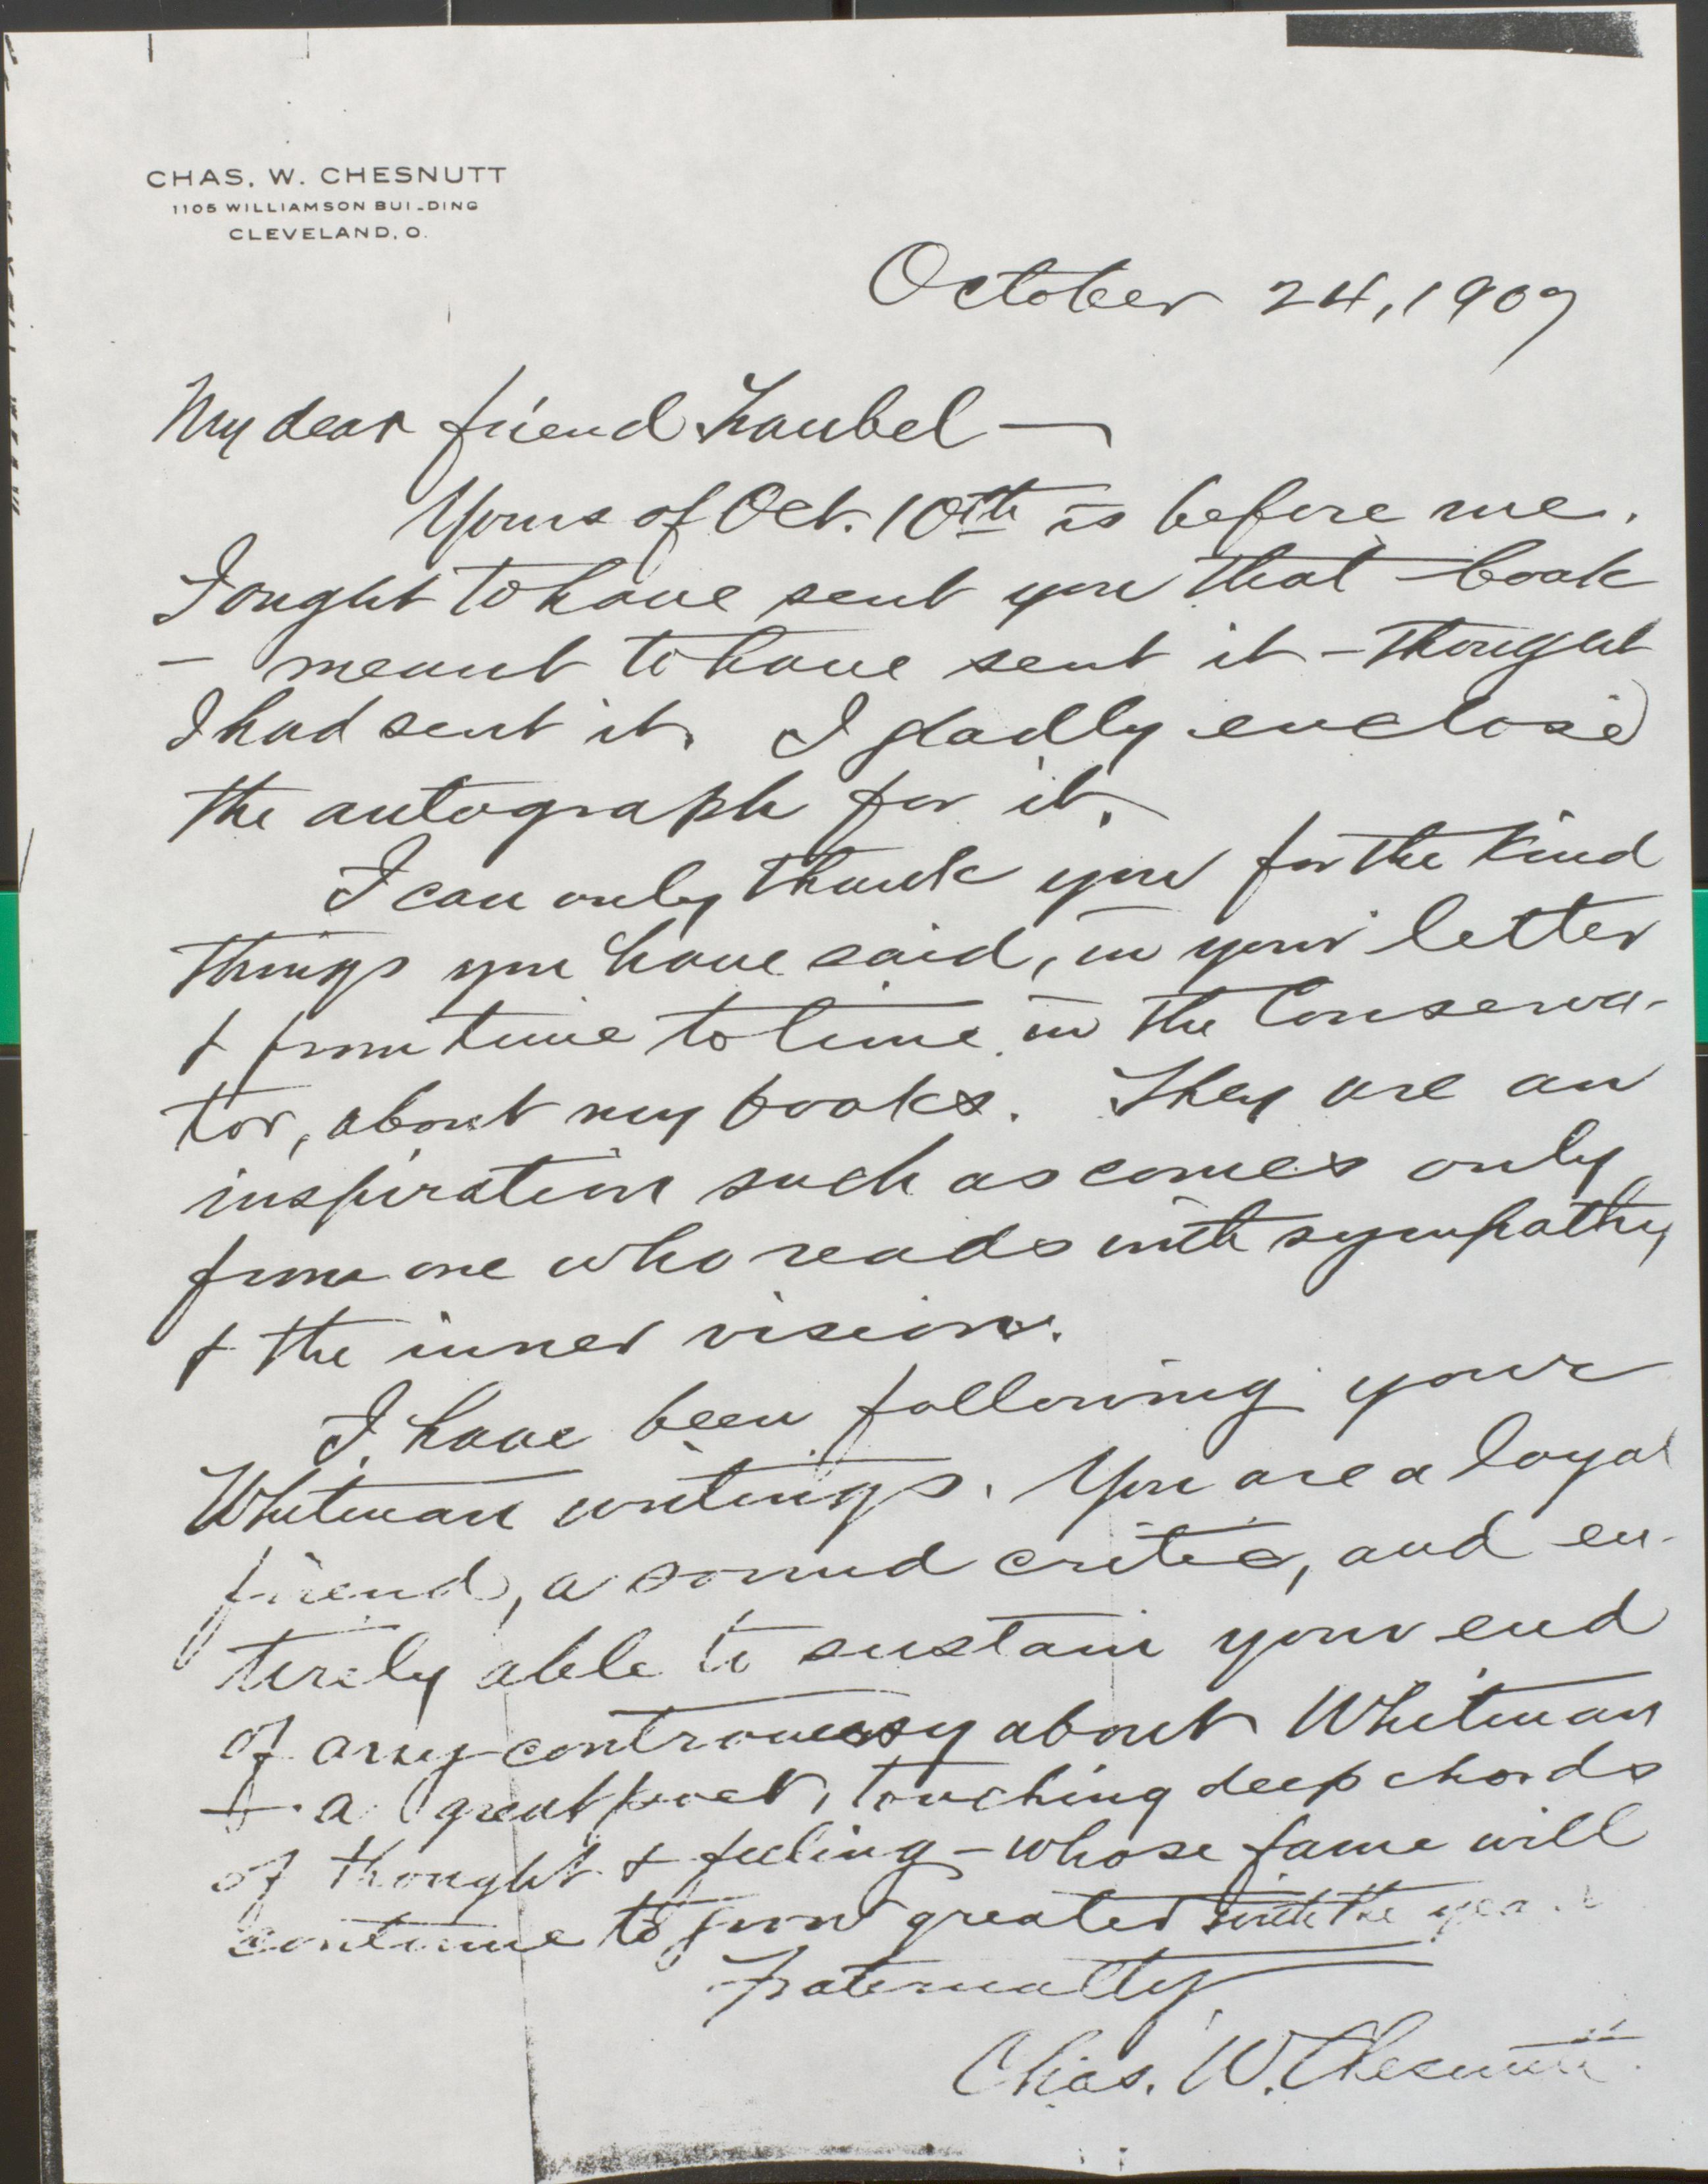 CHAS. W. CHESNUTT
1105 WILLIAMSON BUILDING
CLEVELAND, O.
October 24, 1909
My dear friend Traubel —
Yours of Oct. 10th is before me.
I ought to have sent you that book
— meant to have sent it — thought
I had sent it. I gladly enclose
the autograph for it.
I can only thank you for the kind
things you have said, in your letter
& from time to time in the Conserva-
tor, about my books. They are an
inspiration such as comes only
from one who reads with sympathy
& the inner vision.
I have been following your
Whitman writings. You are a loyal
friend, a sound critic, and en-
tirely able to sustain your end
of any controversy about Whitman
— a great poet, touching deep chords
of thought & feeling — whose fame will
continue to grow greater with the years
Fraternally
Chas. W. Chesnutt.